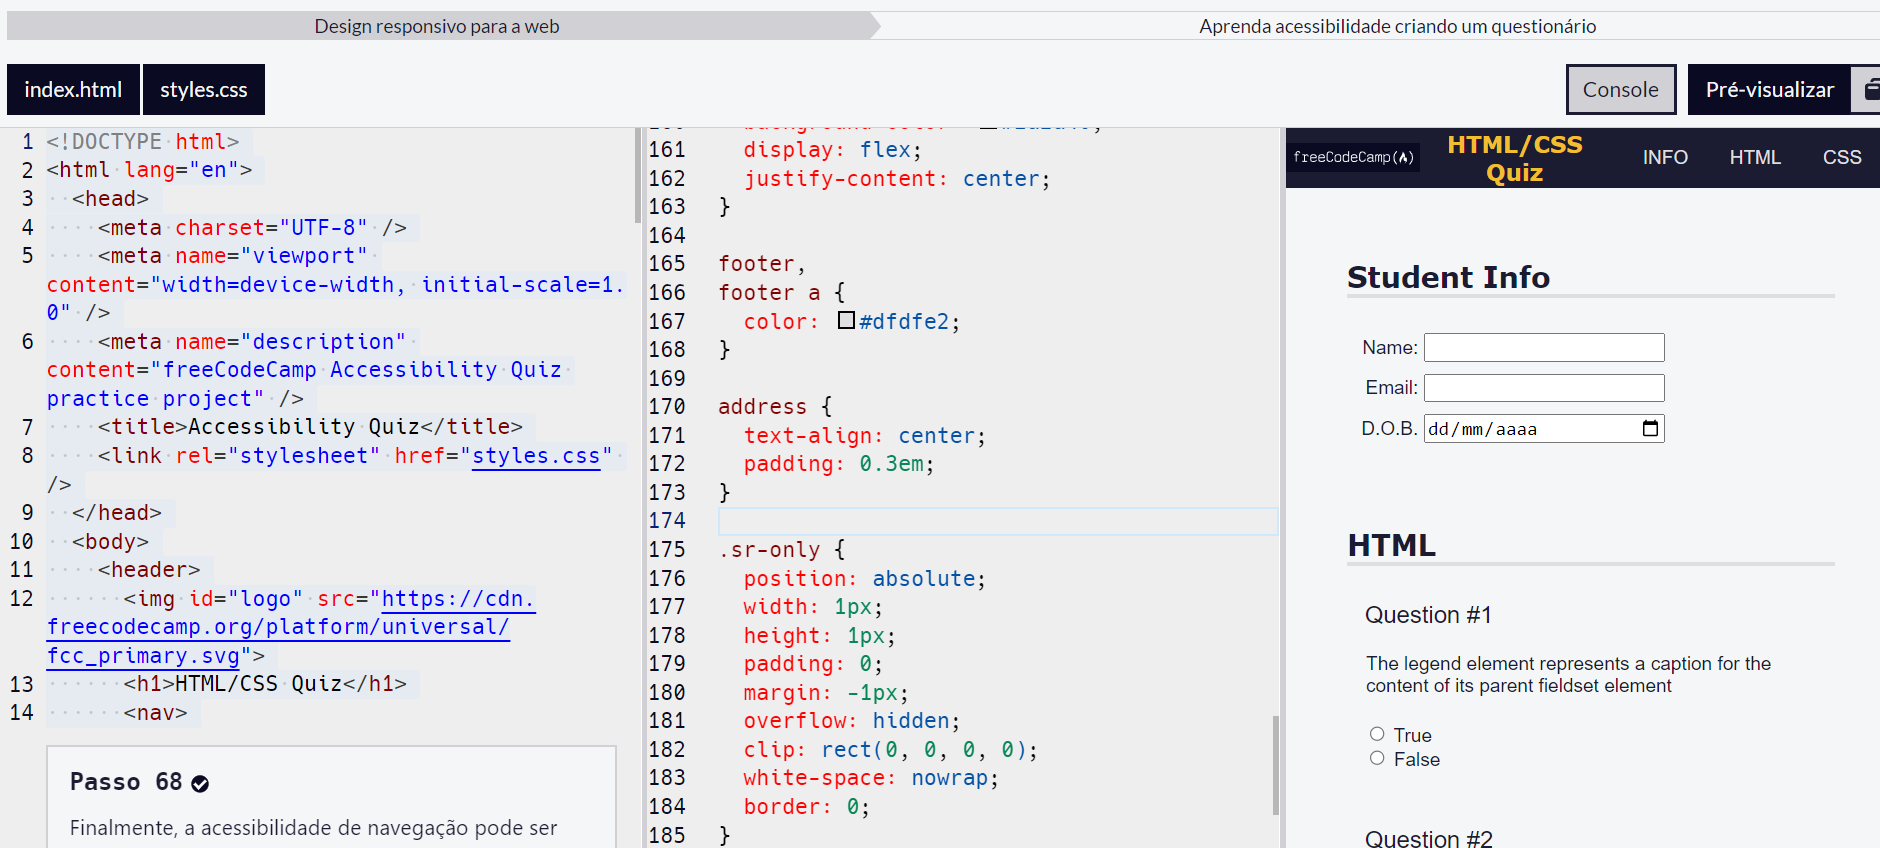 Design responsivo para a web
Aprenda acessibilidade criando um questionário
index.html
styles.css
Console
Pré-visualizar
1 <!DOCTYPE html>
2 <html lang="en">
3 <head>
4 <meta charset="UTF-8" />
5 <meta name="viewport"
content="width=device-width, initial-scale=1.
0" />
6 <meta name="description"
content="freeCodeCamp Accessibility Quiz
practice project" />
7 <title>Accessibility Quiz</title>
8 <link rel="stylesheet" href="styles.css"
/>
9 </head>
10 <body>
11 <header>
12 <img id="logo" src="https://cdn.
freecodecamp.org/platform/universal/
fcc_primary.svg">
13 <h1>HTML/CSS Quiz</h1>
14 <nav>
Passo 68
Finalmente, a acessibilidade de navegação pode ser
161 display: flex;
162 justify-content: center;
163 }
164
165 footer,
166 footer a {
167 color: #dfdfe2;
168 }
169
170 address {
171 text-align: center;
172 padding: 0.3em;
173 }
174
175 .sr-only {
176 position: absolute;
177 width: 1px;
178 height: 1px;
179 padding: 0;
180 margin: -1px;
181 overflow: hidden;
182 clip: rect(0, 0, 0, 0);
183 white-space: nowrap;
184 border: 0;
185 }
freeCodeCamp(🔥)
HTML/CSS
Quiz
INFO
HTML
CSS
Student Info
Name:
Email:
D.O.B. dd/mm/aaaa
HTML
Question #1
The legend element represents a caption for the
content of its parent fieldset element
True
False
Question #2